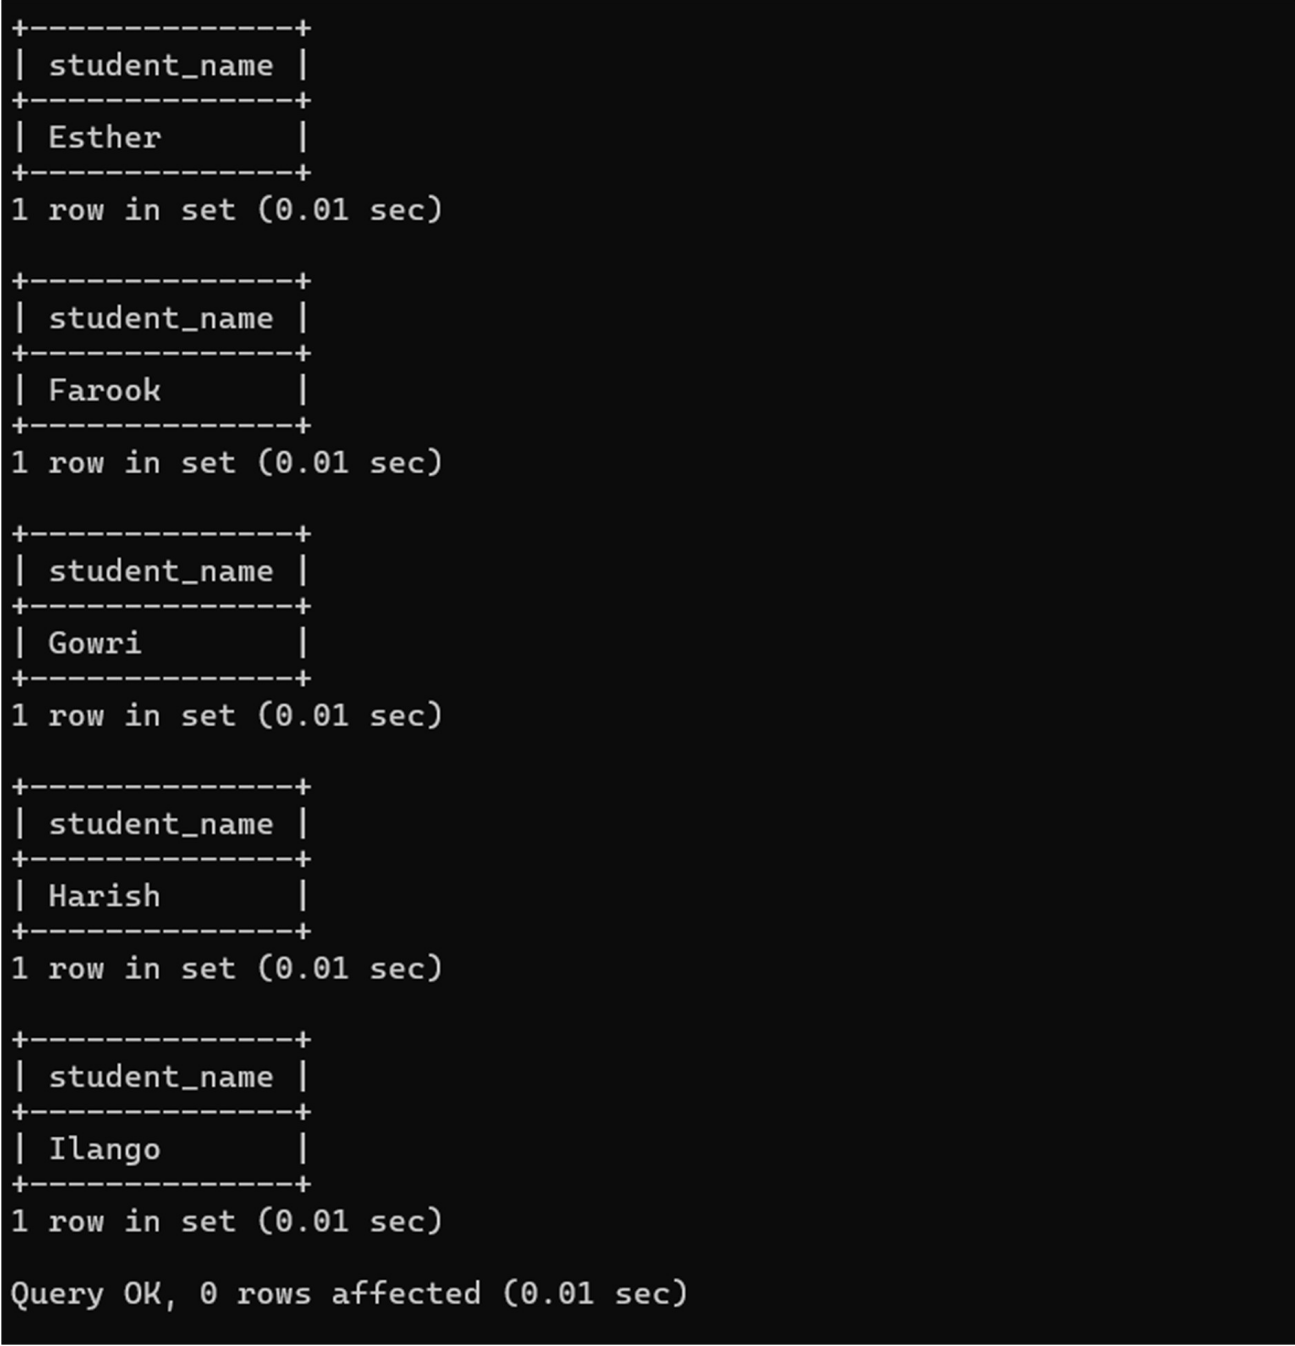 +--------------+
| student_name |
+--------------+
| Esther       |
+--------------+
1 row in set (0.01 sec)
+--------------+
| student_name |
+--------------+
| Farook       |
+--------------+
1 row in set (0.01 sec)
+--------------+
| student_name |
+--------------+
| Gowri        |
+--------------+
1 row in set (0.01 sec)
+--------------+
| student_name |
+--------------+
| Harish       |
+--------------+
1 row in set (0.01 sec)
+--------------+
| student_name |
+--------------+
| Ilango       |
+--------------+
1 row in set (0.01 sec)
Query OK, 0 rows affected (0.01 sec)